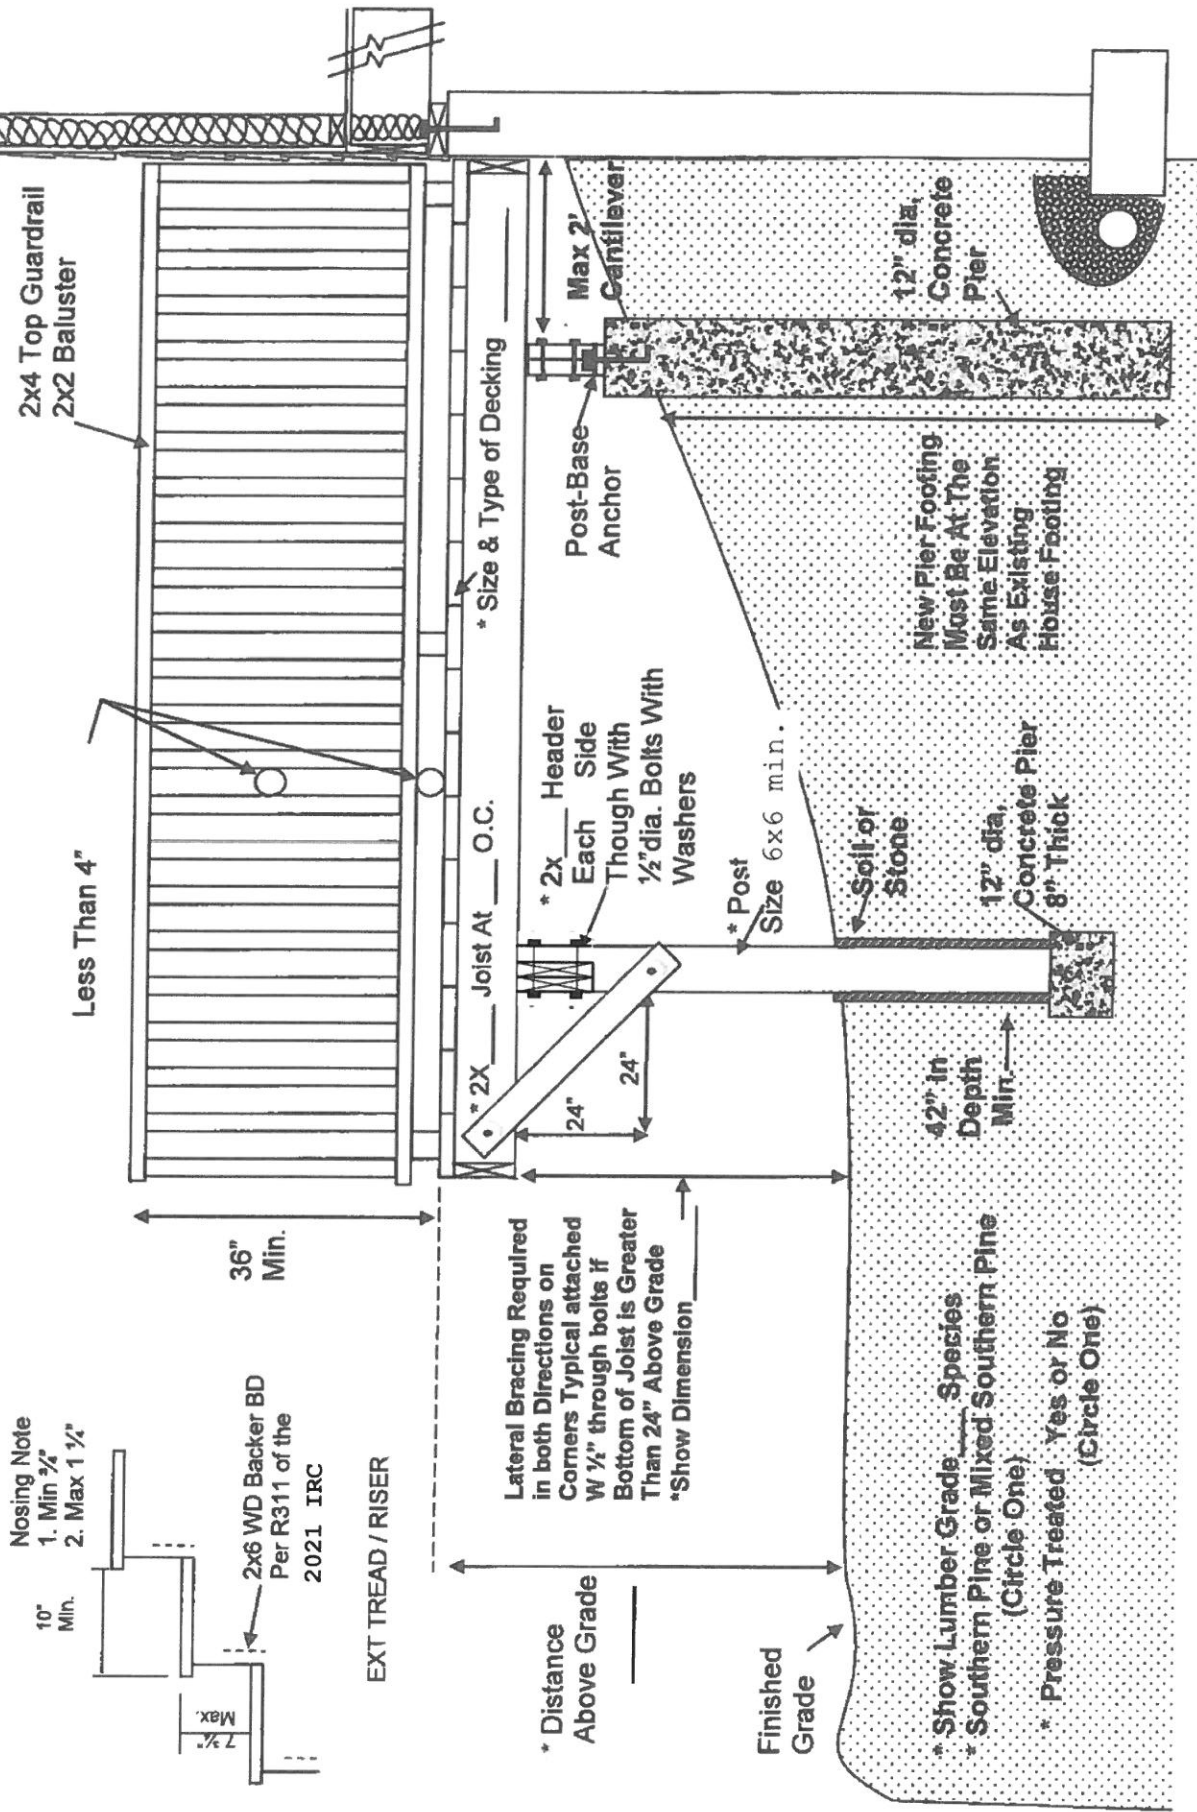 Nosing Note
1. Min ¾"
2. Max 1 ¼"
10"
Min.
7 ¾"
Max.
2x6 WD Backer BD
Per R311 of the
2021 IRC
EXT TREAD / RISER
Less Than 4"
2x4 Top Guardrail
2x2 Baluster
36"
Min.
* 2X___ Joist At ___ O.C.
* Size & Type of Decking ______
Lateral Bracing Required
in both Directions on
Corners Typical attached
W ½" through bolts if
Bottom of Joist is Greater
Than 24" Above Grade
*Show Dimension______
24"
24"
* 2x___ Header
Each Side
Though With
½"dia. Bolts With
Washers
Post-Base
Anchor
Max 2'
Cantilever
* Post
Size 6x6 min.
* Distance
Above Grade
Finished
Grade
Soil or
Stone
12" dia,
Concrete Pier
8" Thick
42" in
Depth
Min.
New Pier Footing
Must Be At The
Same Elevation
As Existing
House Footing
12" dia,
Concrete
Pier
* Show Lumber Grade____ Species
* Southern Pine or Mixed Southern Pine
(Circle One)
* Pressure Treated Yes or No
(Circle One)